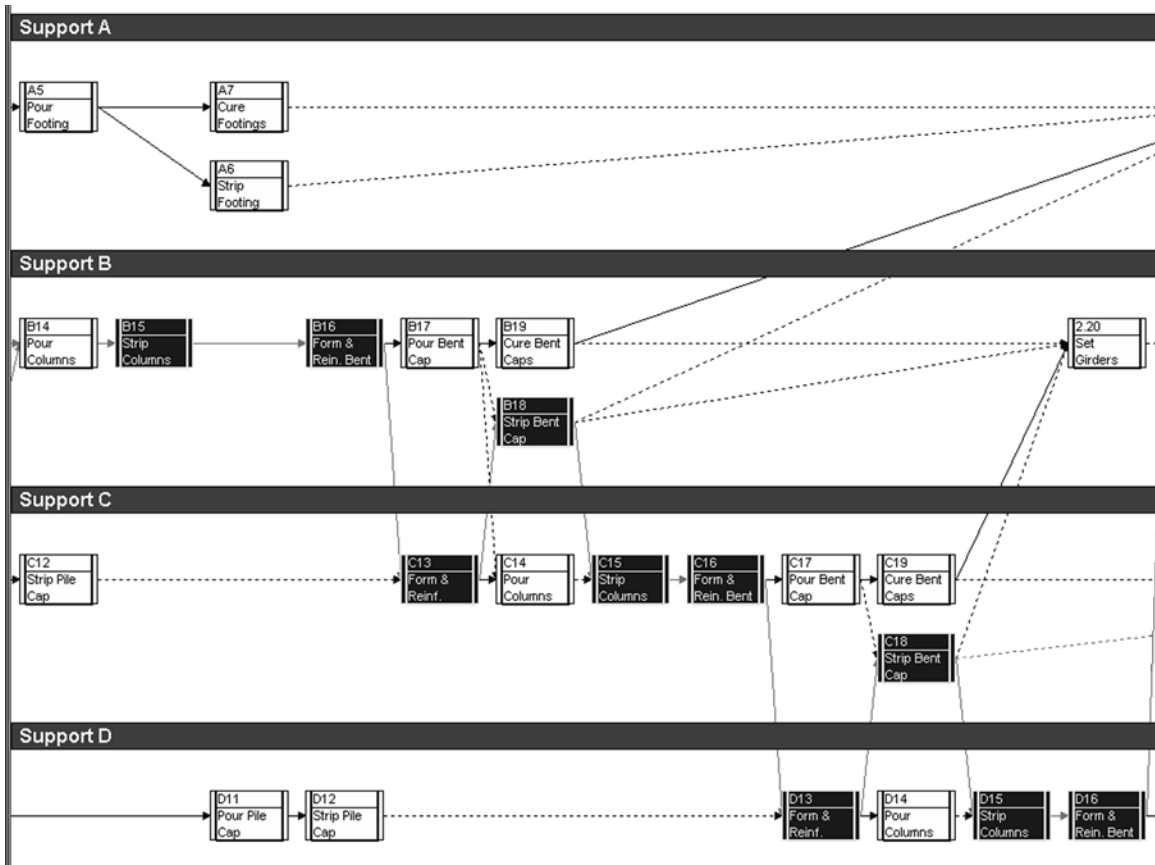 Support A
A5
Pour
Footing
A7
Cure
Footings
A6
Strip
Footing
Support B
B14
Pour
Columns
B15
Strip
Columns
B16
Form &
Rein. Bent
B17
Pour Bent
Cap
B19
Cure Bent
Caps
2.20
Set
Girders
B18
Strip Bent
Cap
Support C
C12
Strip Pile
Cap
C13
Form &
Reinf.
C14
Pour
Columns
C15
Strip
Columns
C16
Form &
Rein. Bent
C17
Pour Bent
Cap
C19
Cure Bent
Caps
C18
Strip Bent
Cap
Support D
D11
Pour Pile
Cap
D12
Strip Pile
Cap
D13
Form &
Reinf.
D14
Pour
Columns
D15
Strip
Columns
D16
Form &
Rein. Bent